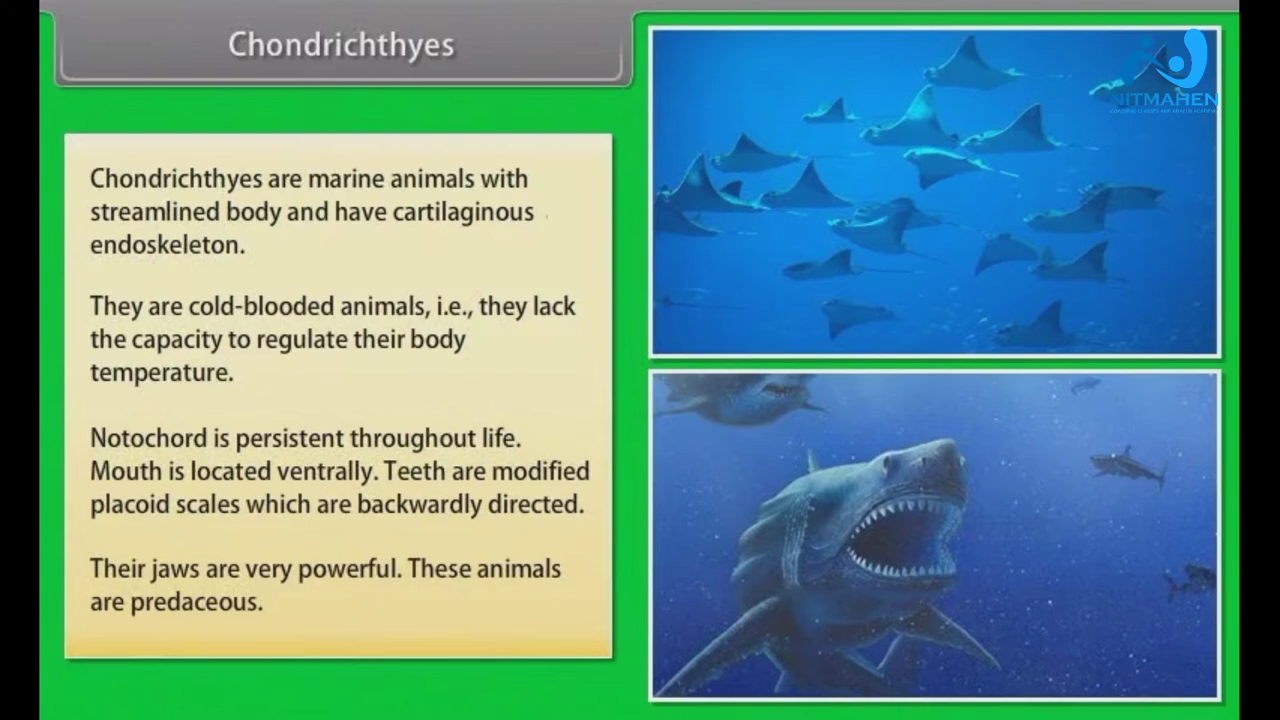 Chondrichthyes
Chondrichthyes are marine animals with
streamlined body and have cartilaginous
endoskeleton.
They are cold-blooded animals, i.e., they lack
the capacity to regulate their body
temperature.
Notochord is persistent throughout life.
Mouth is located ventrally. Teeth are modified
placoid scales which are backwardly directed.
Their jaws are very powerful. These animals
are predaceous.
NITMAHEN